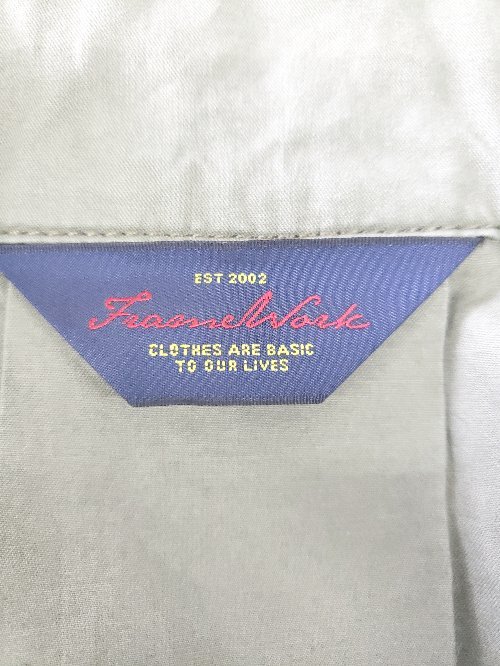 EST 2002
FrameWork
CLOTHES ARE BASIC
TO OUR LIVES